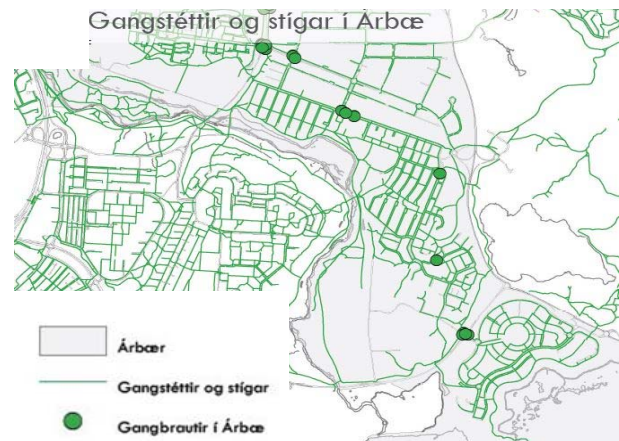 Gangstéttir og stígar í Árbæ
Árbær
Gangstéttir og stígar
Gangbrautir í Árbæ